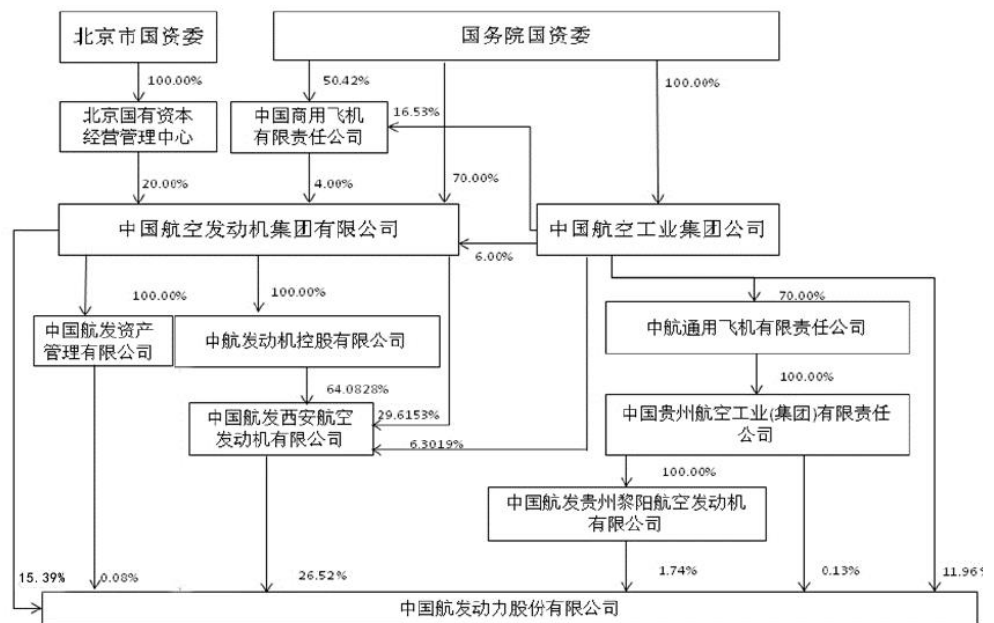 北京市国资委
国务院国资委
100.00%
50.42%
100.00%
北京国有资本
经营管理中心
中国商用飞机
有限责任公司
16.53%
20.00%
4.00%
70.00%
中国航空发动机集团有限公司
中国航空工业集团公司
6.00%
100.00%
100.00%
70.00%
中国航发资产
管理有限公司
中航发动机控股有限公司
中航通用飞机有限责任公司
64.0828%
100.00%
中国航发西安航空
发动机有限公司
29.6153%
6.3019%
中国贵州航空工业(集团)有限责任
公司
100.00%
中国航发贵州黎阳航空发动机
有限公司
15.39%
0.08%
26.52%
1.74%
0.13%
11.96%
中国航发动力股份有限公司